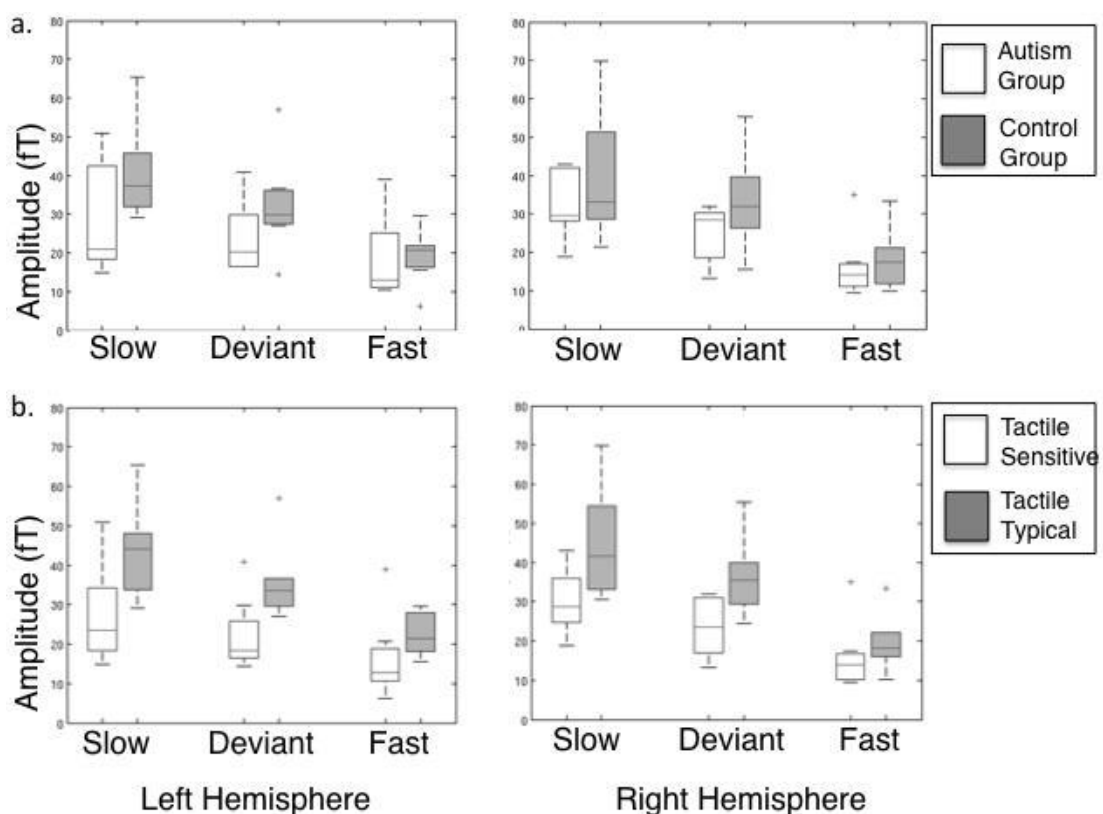 a.
80
70
60
50
40
30
20
10
0
Amplitude (fT)
Slow Deviant Fast
80
70
60
50
40
30
20
10
0
Slow Deviant Fast
Autism
Group
Control
Group
b.
80
70
60
50
40
30
20
10
0
Amplitude (fT)
Slow Deviant Fast
Left Hemisphere
80
70
60
50
40
30
20
10
0
Slow Deviant Fast
Right Hemisphere
Tactile
Sensitive
Tactile
Typical